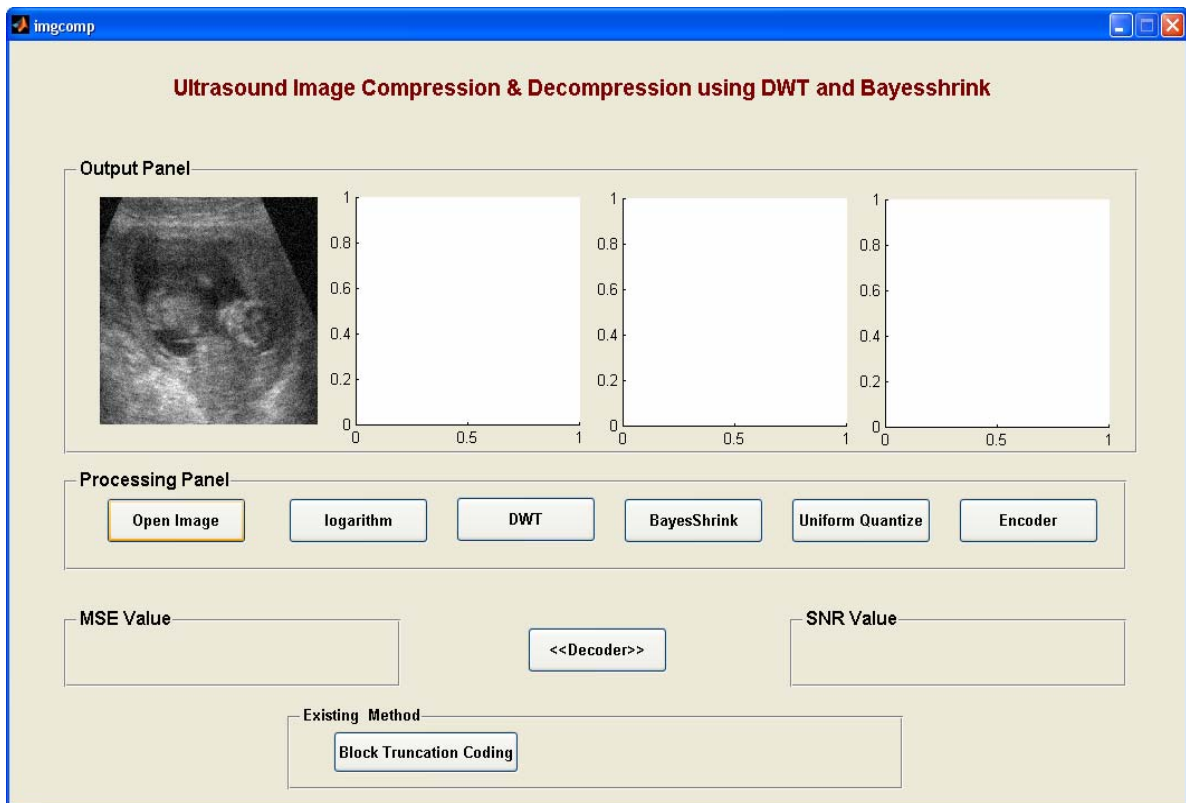 imgcomp
Ultrasound Image Compression & Decompression using DWT and Bayesshrink
Output Panel
1
0.8
0.6
0.4
0.2
0
0 0.5 1
1
0.8
0.6
0.4
0.2
0
0 0.5 1
1
0.8
0.6
0.4
0.2
0
0 0.5 1
Processing Panel
Open Image logarithm DWT BayesShrink Uniform Quantize Encoder
MSE Value
<<Decoder>>
SNR Value
Existing Method
Block Truncation Coding